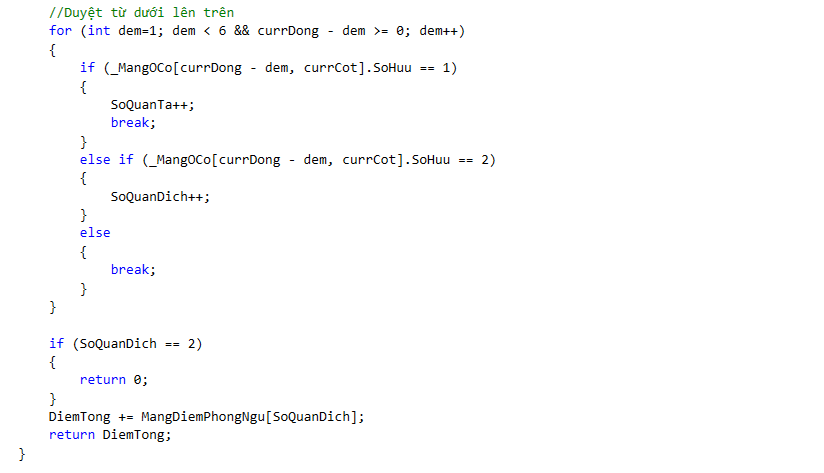 //Duyệt từ dưới lên trên
for (int dem=1; dem < 6 && currDong - dem >= 0; dem++)
{
if (_MangOCo[currDong - dem, currCot].SoHuu == 1)
{
SoQuanTa++;
break;
}
else if (_MangOCo[currDong - dem, currCot].SoHuu == 2)
{
SoQuanDich++;
}
else
{
break;
}
}
if (SoQuanDich == 2)
{
return 0;
}
DiemTong += MangDiemPhongNgu[SoQuanDich];
return DiemTong;
}